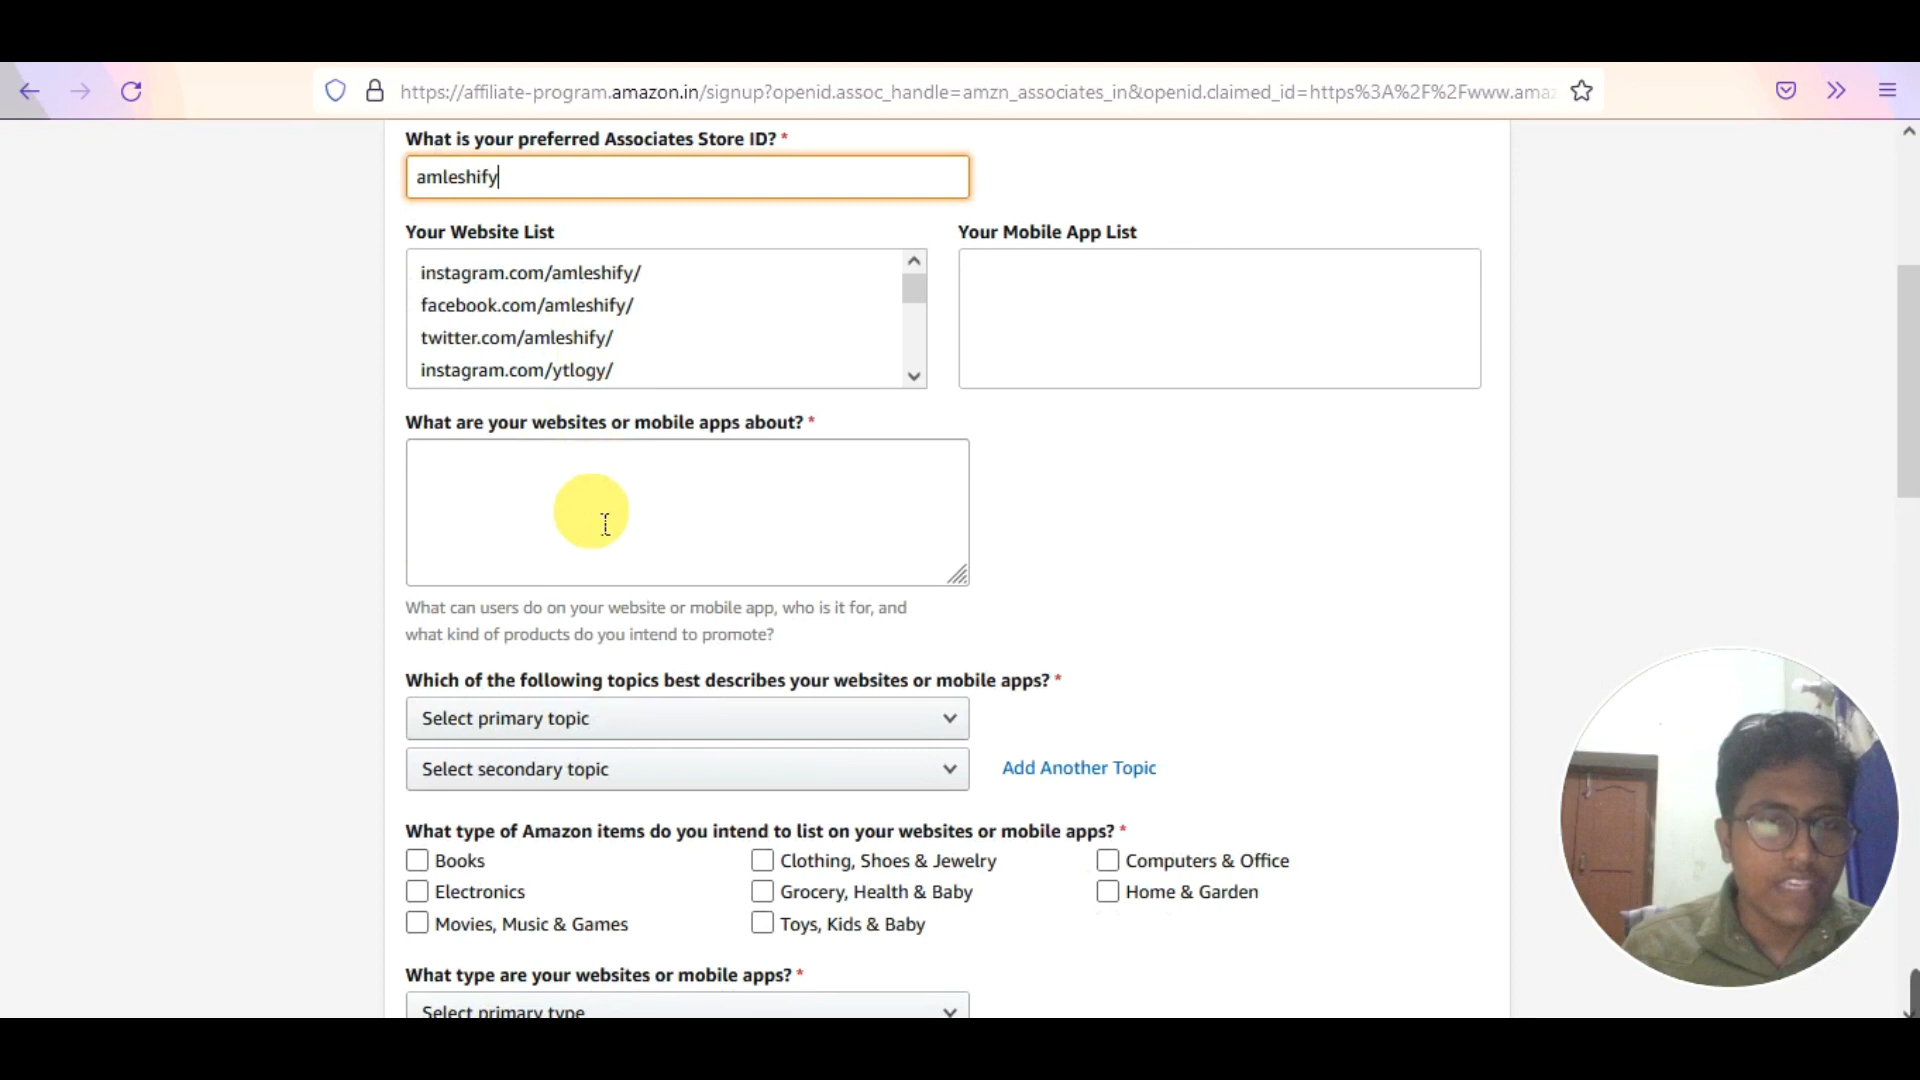 https://affiliate-program.amazon.in/signup?openid.assoc_handle=amzn_associates_in&openid.claimed_id=https%3A%2F%2Fwww.amaz
What is your preferred Associates Store ID? *
amleshify
Your Website List
Your Mobile App List
instagram.com/amleshify/
facebook.com/amleshify/
twitter.com/amleshify/
instagram.com/ytlogy/
What are your websites or mobile apps about? *
What can users do on your website or mobile app, who is it for, and
what kind of products do you intend to promote?
Which of the following topics best describes your websites or mobile apps? *
Select primary topic
Select secondary topic
Add Another Topic
What type of Amazon items do you intend to list on your websites or mobile apps? *
Books
Clothing, Shoes & Jewelry
Computers & Office
Electronics
Grocery, Health & Baby
Home & Garden
Movies, Music & Games
Toys, Kids & Baby
What type are your websites or mobile apps? *
Select primary type